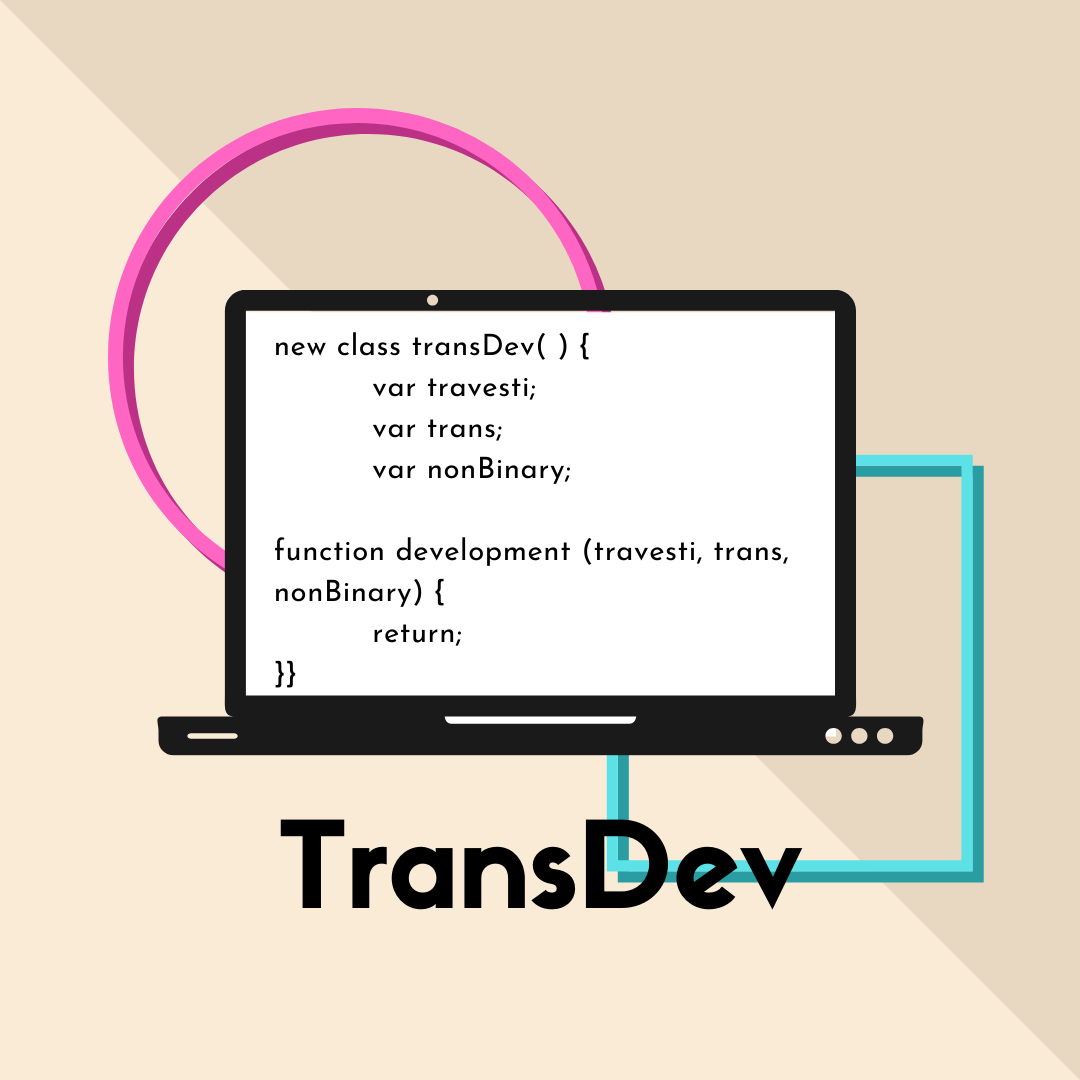 new class transDev( ) {
var travesti;
var trans;
var nonBinary;
function development (travesti, trans,
nonBinary) {
return;
}}
TransDev